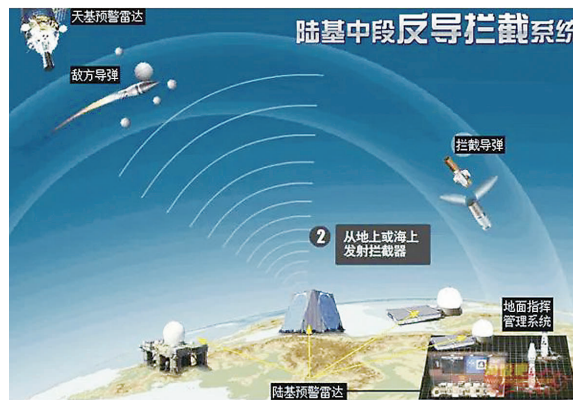 天基预警雷达
陆基中段反导拦截系统
敌方导弹
拦截导弹
2
从地上或海上
发射拦截器
地面指挥
管理系统
陆基预警雷达